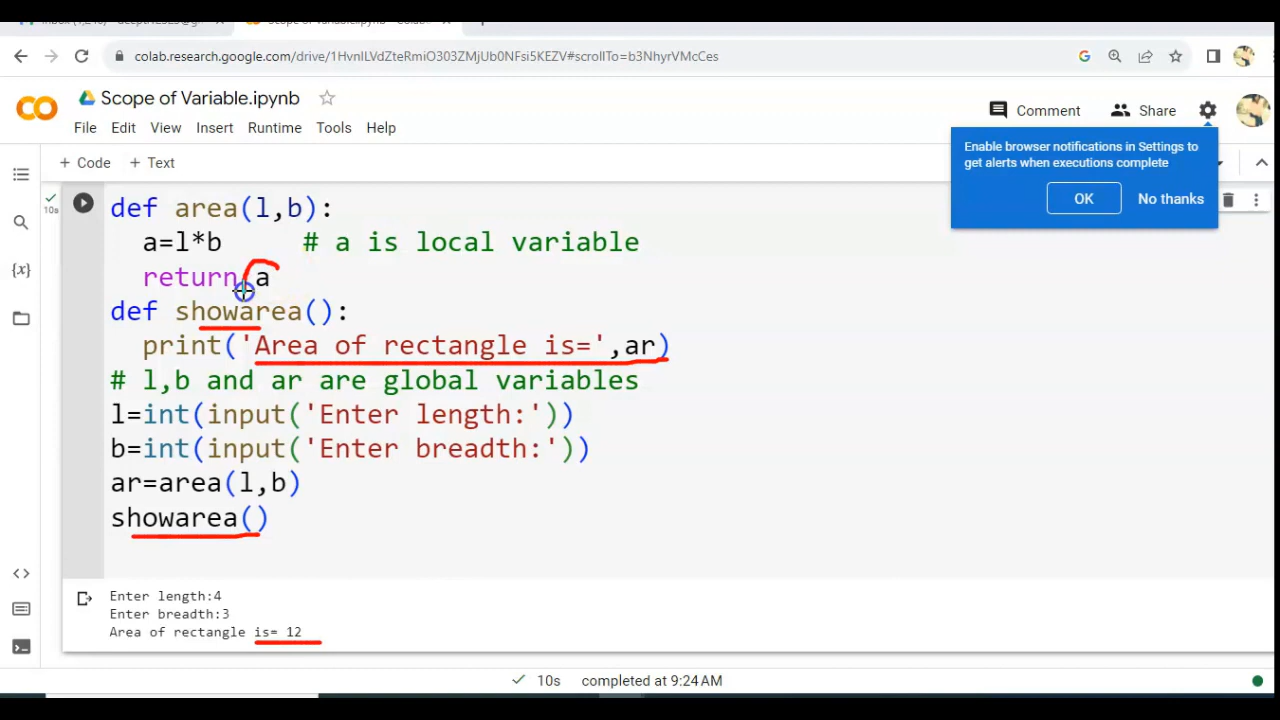 colab.research.google.com/drive/1HvnILVdZteRmiO303ZMjUb0NFsi5KEZV#scrollTo=b3NhyrVMcCes
Scope of Variable.ipynb
Comment Share
File Edit View Insert Runtime Tools Help
Enable browser notifications in Settings to
get alerts when executions complete
OK No thanks
+ Code + Text
10s
def area(l,b):
a=l*b # a is local variable
return a
def showarea():
print('Area of rectangle is=',ar)
# l,b and ar are global variables
l=int(input('Enter length:'))
b=int(input('Enter breadth:'))
ar=area(l,b)
showarea()
Enter length:4
Enter breadth:3
Area of rectangle is= 12
10s completed at 9:24AM